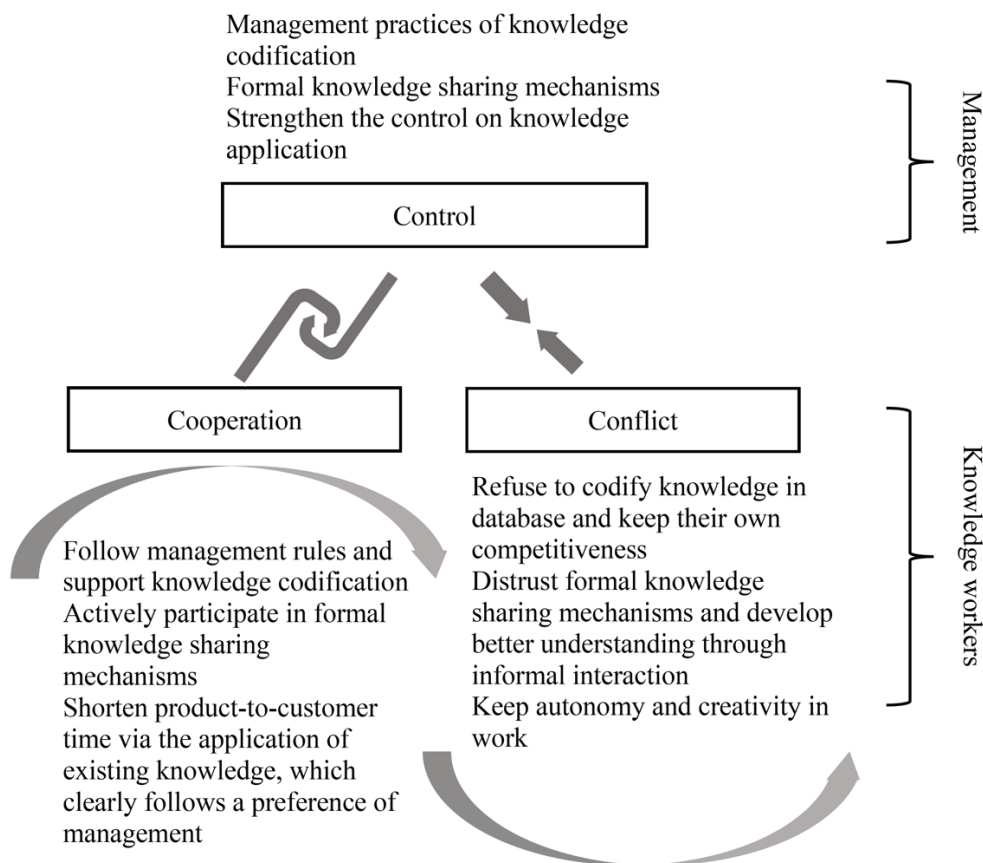 Management practices of knowledge
codification
Formal knowledge sharing mechanisms
Strengthen the control on knowledge
application
Control
Management
Cooperation
Conflict
Follow management rules and
support knowledge codification
Actively participate in formal
knowledge sharing
mechanisms
Shorten product-to-customer
time via the application of
existing knowledge, which
clearly follows a preference of
management
Refuse to codify knowledge in
database and keep their own
competitiveness
Distrust formal knowledge
sharing mechanisms and develop
better understanding through
informal interaction
Keep autonomy and creativity in
work
Knowledge workers